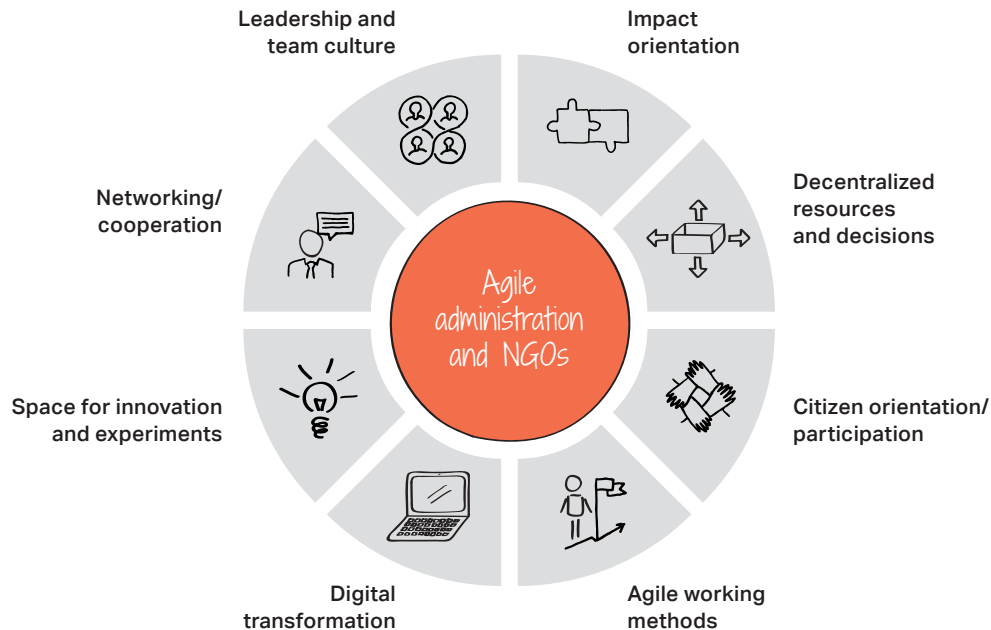 Leadership and
team culture
Impact
orientation
Networking/
cooperation
Decentralized
resources
and decisions
Agile
administration
and NGOs
Space for innovation
and experiments
Citizen orientation/
participation
Digital
transformation
Agile working
methods